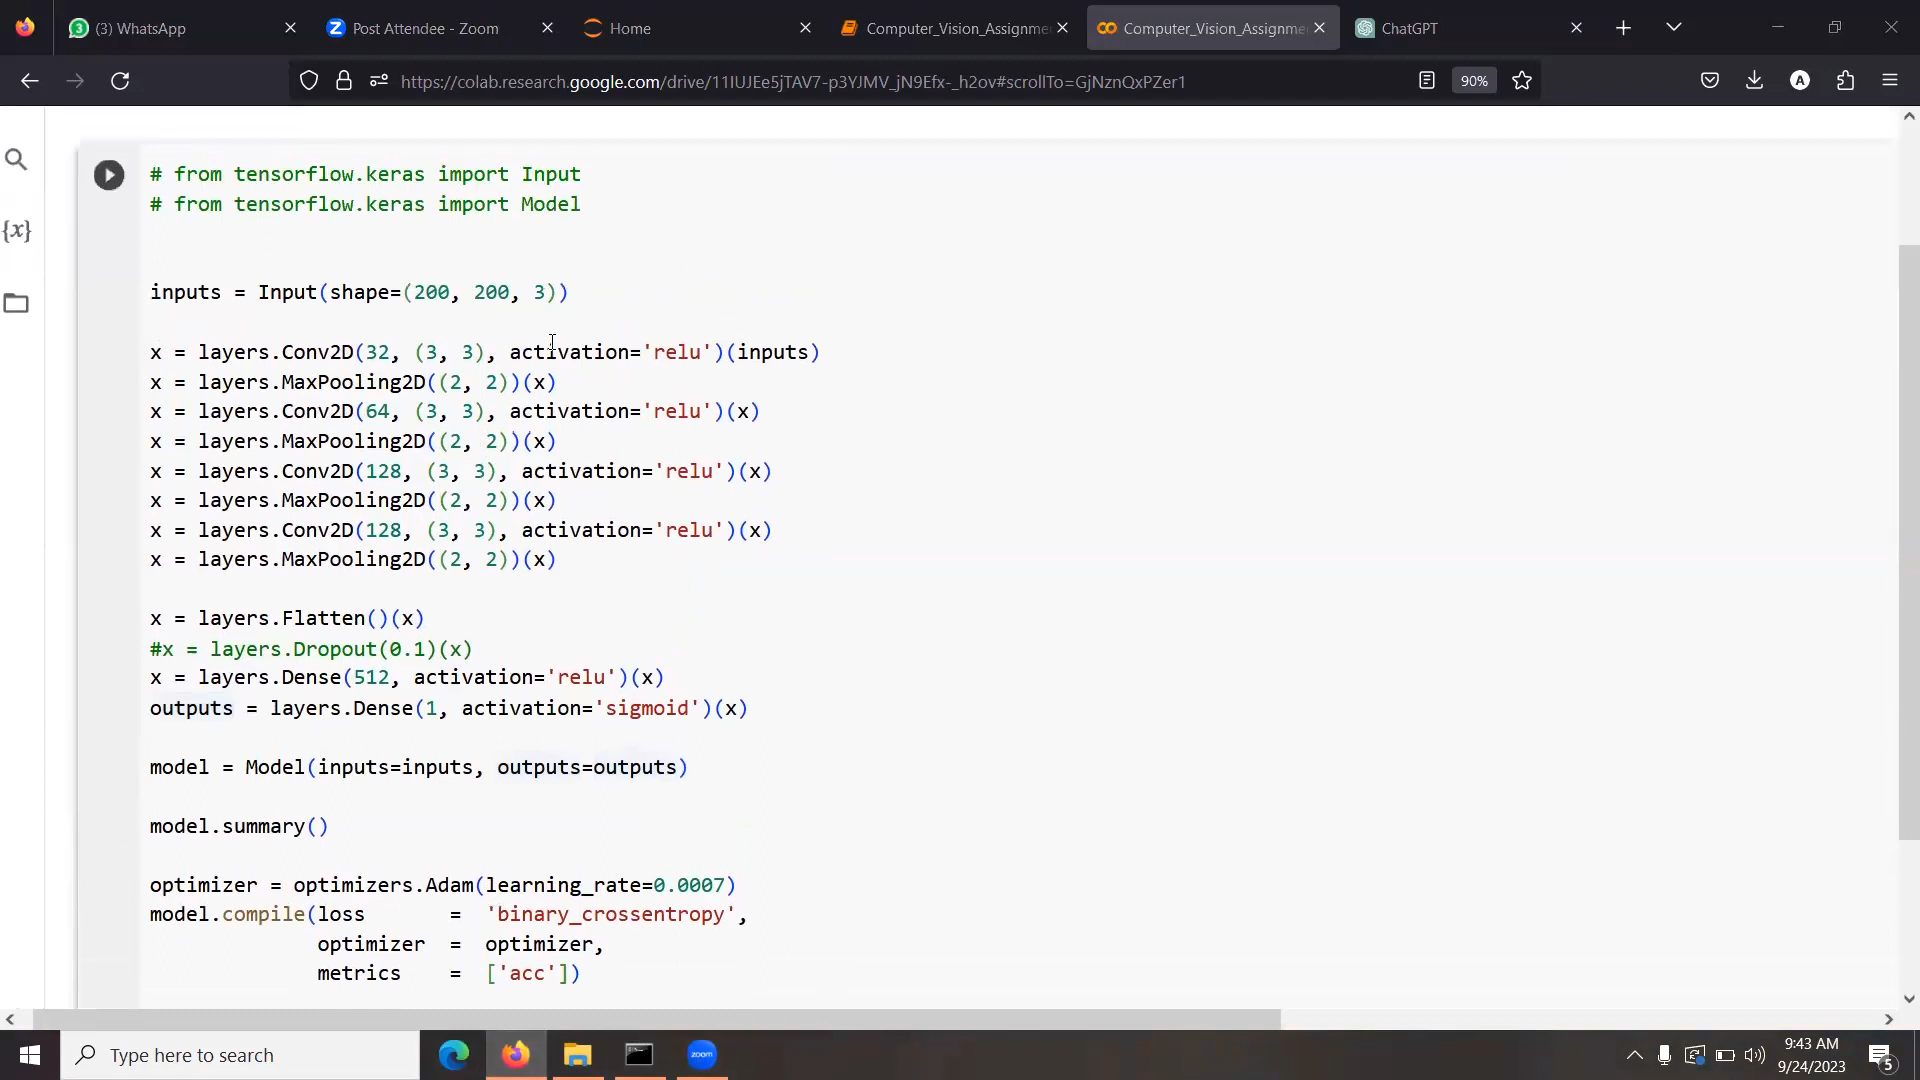 (3) WhatsApp
Post Attendee - Zoom
Home
Computer_Vision_Assignme
Computer_Vision_Assignme
ChatGPT
https://colab.research.google.com/drive/11IUJEe5jTAV7-p3YJMV_jN9Efx-_h2ov#scrollTo=GjNznQxPZer1
90%
# from tensorflow.keras import Input
# from tensorflow.keras import Model
inputs = Input(shape=(200, 200, 3))
x = layers.Conv2D(32, (3, 3), activation='relu')(inputs)
x = layers.MaxPooling2D((2, 2))(x)
x = layers.Conv2D(64, (3, 3), activation='relu')(x)
x = layers.MaxPooling2D((2, 2))(x)
x = layers.Conv2D(128, (3, 3), activation='relu')(x)
x = layers.MaxPooling2D((2, 2))(x)
x = layers.Conv2D(128, (3, 3), activation='relu')(x)
x = layers.MaxPooling2D((2, 2))(x)
x = layers.Flatten()(x)
#x = layers.Dropout(0.1)(x)
x = layers.Dense(512, activation='relu')(x)
outputs = layers.Dense(1, activation='sigmoid')(x)
model = Model(inputs=inputs, outputs=outputs)
model.summary()
optimizer = optimizers.Adam(learning_rate=0.0007)
model.compile(loss = 'binary_crossentropy',
optimizer = optimizer,
metrics = ['acc'])
Type here to search
zoom
9:43 AM
9/24/2023
5